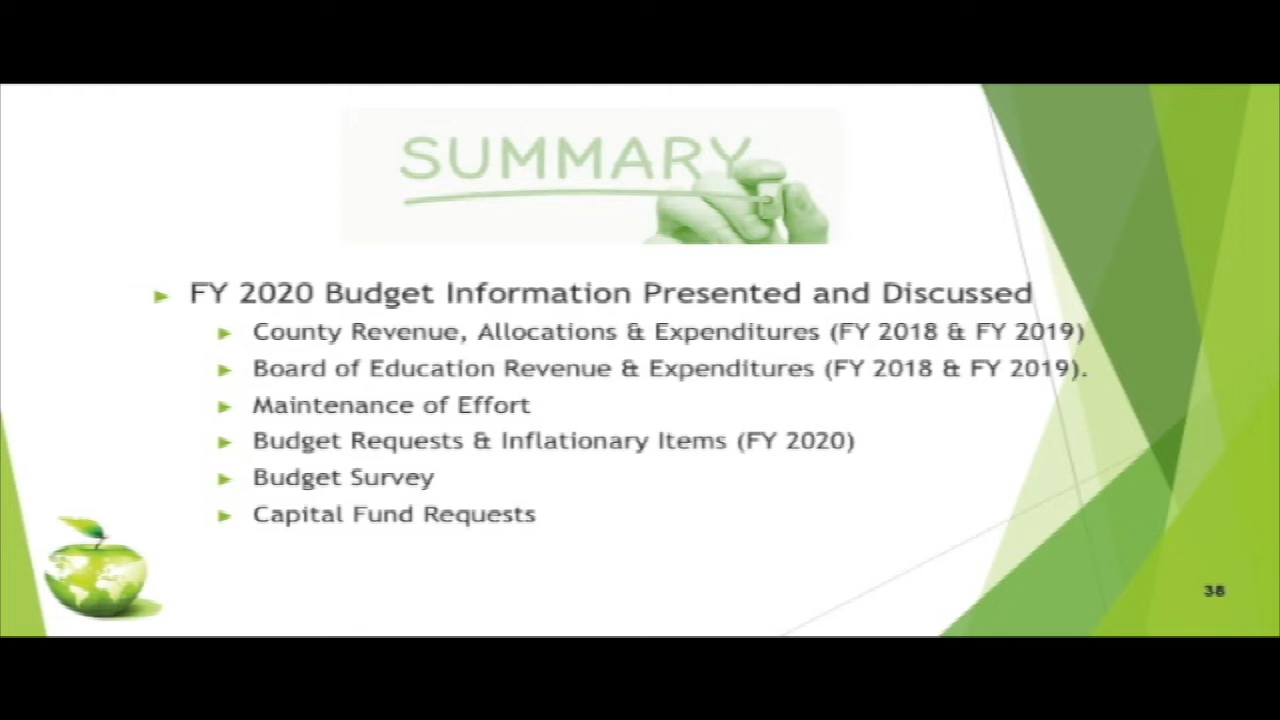 SUMMARY
FY 2020 Budget Information Presented and Discussed
County Revenue, Allocations & Expenditures (FY 2018 & FY 2019)
Board of Education Revenue & Expenditures (FY 2018 & FY 2019).
Maintenance of Effort
Budget Requests & Inflationary Items (FY 2020)
Budget Survey
Capital Fund Requests
38